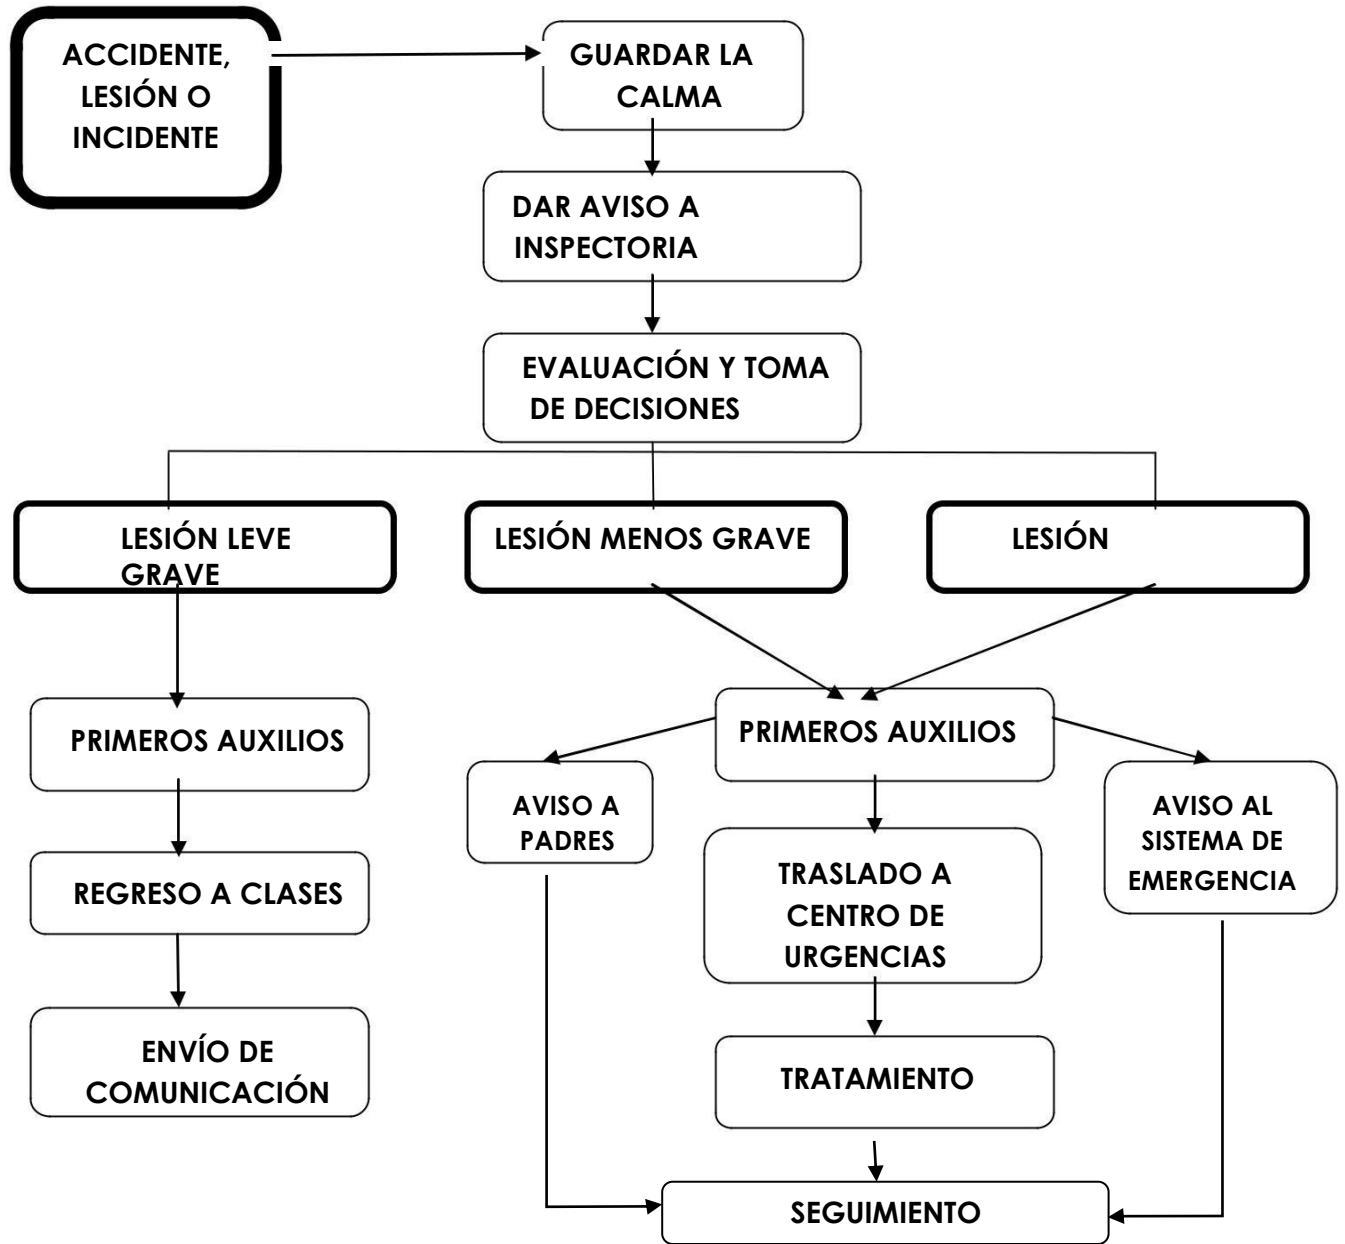 ACCIDENTE,
LESIÓN O
INCIDENTE
GUARDAR LA
CALMA
DAR AVISO A
INSPECTORIA
EVALUACIÓN Y TOMA
DE DECISIONES
LESIÓN LEVE
GRAVE
LESIÓN MENOS GRAVE
LESIÓN
PRIMEROS AUXILIOS
REGRESO A CLASES
ENVÍO DE
COMUNICACIÓN
PRIMEROS AUXILIOS
AVISO A
PADRES
TRASLADO A
CENTRO DE
URGENCIAS
AVISO AL
SISTEMA DE
EMERGENCIA
TRATAMIENTO
SEGUIMIENTO